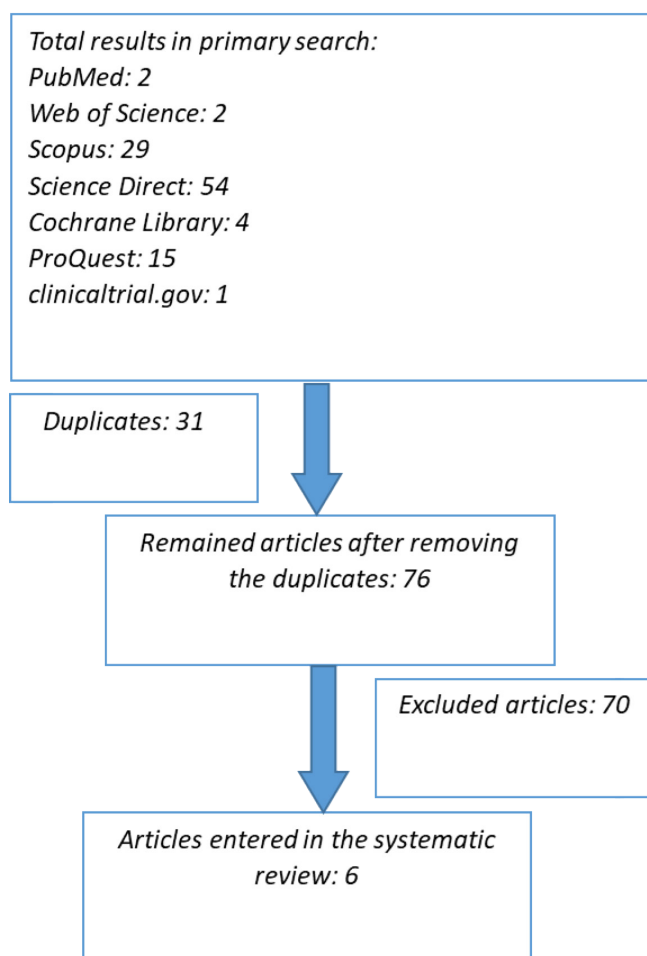 Total results in primary search:
PubMed: 2
Web of Science: 2
Scopus: 29
Science Direct: 54
Cochrane Library: 4
ProQuest: 15
clinicaltrial.gov: 1
Duplicates: 31
Remained articles after removing
the duplicates: 76
Excluded articles: 70
Articles entered in the systematic
review: 6